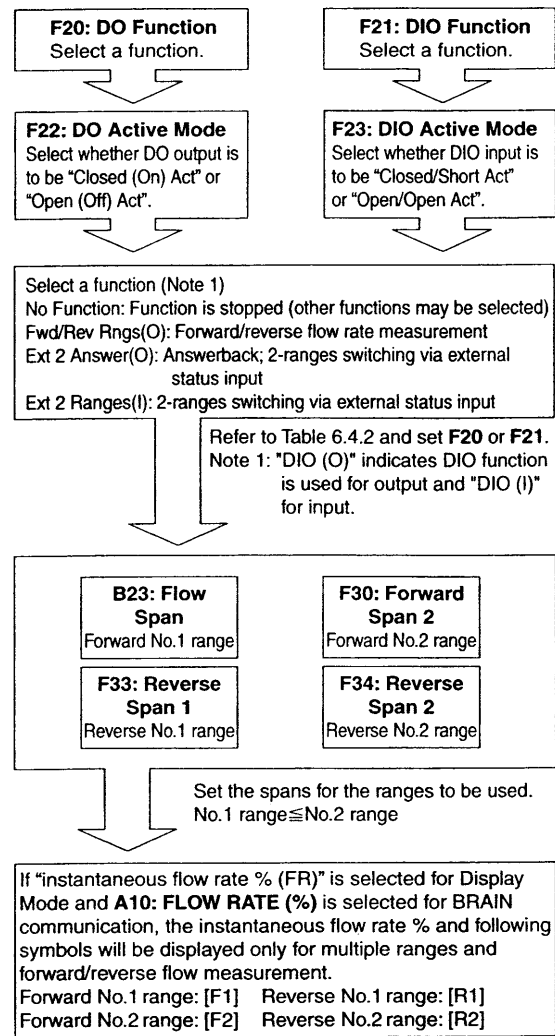 F20: DO Function
Select a function.
F21: DIO Function
Select a function.
F22: DO Active Mode
Select whether DO output is
to be "Closed (On) Act" or
"Open (Off) Act".
F23: DIO Active Mode
Select whether DIO input is
to be "Closed/Short Act"
or "Open/Open Act".
Select a function (Note 1)
No Function: Function is stopped (other functions may be selected)
Fwd/Rev Rngs(O): Forward/reverse flow rate measurement
Ext 2 Answer(O): Answerback; 2-ranges switching via external
status input
Ext 2 Ranges(I): 2-ranges switching via external status input
Refer to Table 6.4.2 and set F20 or F21.
Note 1: "DIO (O)" indicates DIO function
is used for output and "DIO (I)"
for input.
B23: Flow
Span
Forward No.1 range
F30: Forward
Span 2
Forward No.2 range
F33: Reverse
Span 1
Reverse No.1 range
F34: Reverse
Span 2
Reverse No.2 range
Set the spans for the ranges to be used.
No.1 range≦No.2 range
If "instantaneous flow rate % (FR)" is selected for Display
Mode and A10: FLOW RATE (%) is selected for BRAIN
communication, the instantaneous flow rate % and following
symbols will be displayed only for multiple ranges and
forward/reverse flow measurement.
Forward No.1 range: [F1] Reverse No.1 range: [R1]
Forward No.2 range: [F2] Reverse No.2 range: [R2]